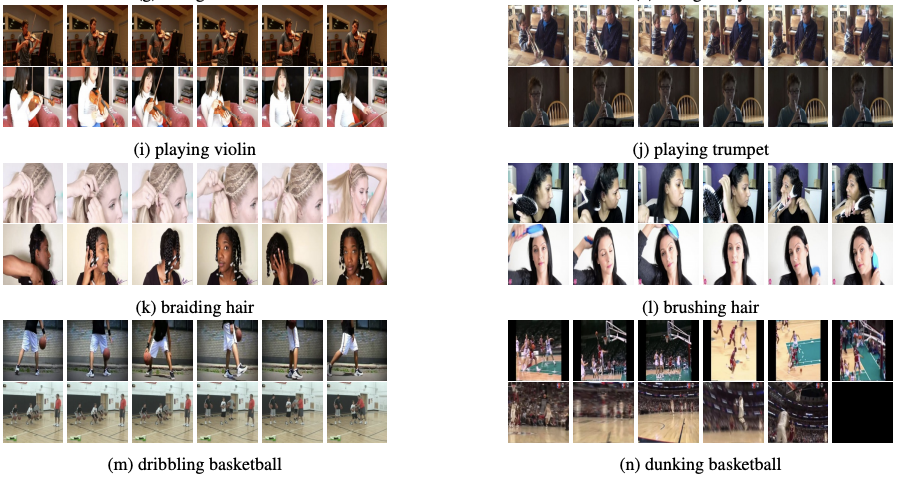 (i) playing violin
(j) playing trumpet
(k) braiding hair
(l) brushing hair
(m) dribbling basketball
(n) dunking basketball